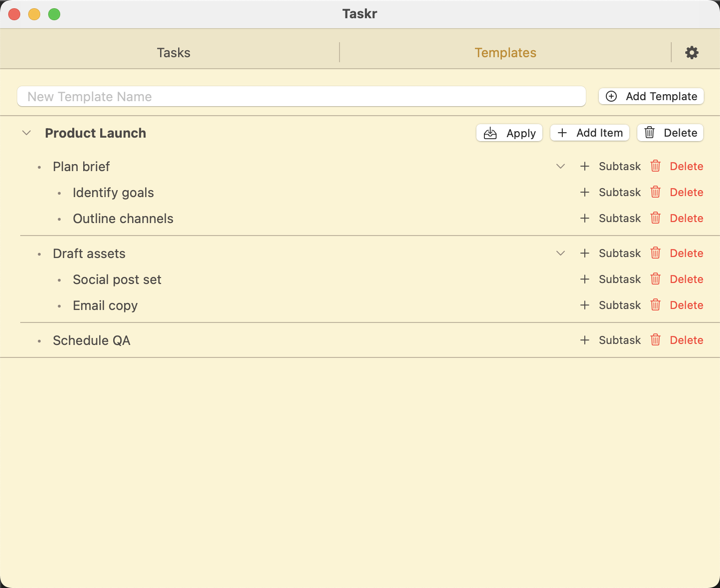 Taskr
Tasks Templates
New Template Name Add Template
Product Launch Apply Add Item Delete
Plan brief Subtask Delete
Identify goals Subtask Delete
Outline channels Subtask Delete
Draft assets Subtask Delete
Social post set Subtask Delete
Email copy Subtask Delete
Schedule QA Subtask Delete